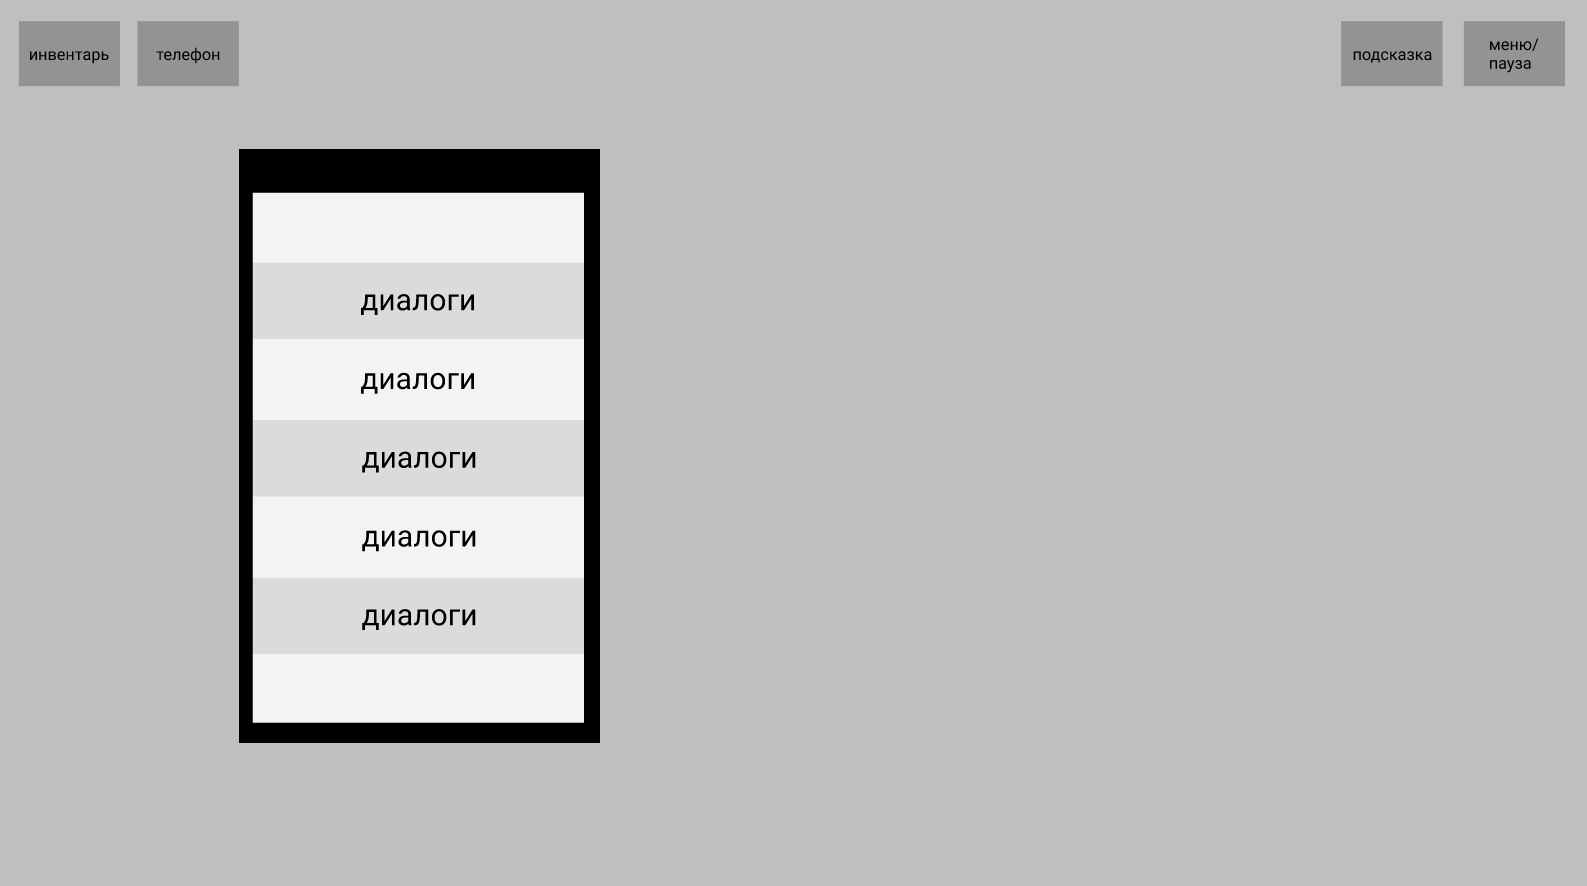 инвентарь
телефон
подсказка
меню/
пауза
диалоги
диалоги
диалоги
диалоги
диалоги